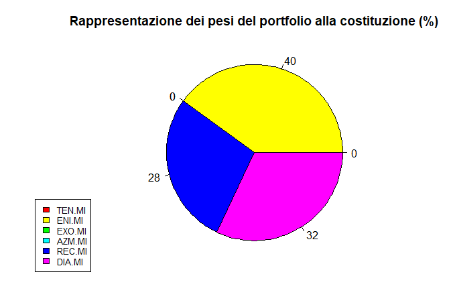 Rappresentazione dei pesi del portfolio alla costituzione (%)
40
0
0
28
32
TEN.MI
ENI.MI
EXO.MI
AZM.MI
REC.MI
DIA.MI